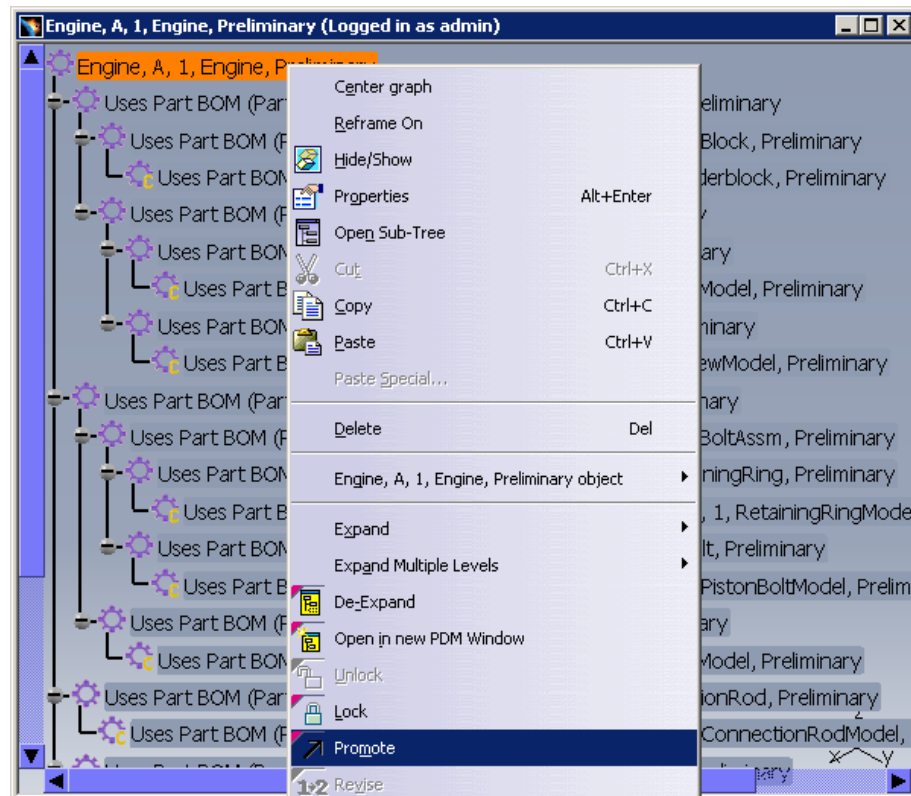 Engine, A, 1, Engine, Preliminary (Logged in as admin)
Engine, A, 1, Engine, Preliminary
Uses Part BOM (Par
Uses Part BOM (
Uses Part BOM
Uses Part BOM (
Uses Part BOM
Uses Part B
Uses Part BOM
Uses Part B
Uses Part BOM (Par
Uses Part BOM (
Uses Part BOM
Uses Part B
Uses Part BOM
Uses Part B
Uses Part BOM (
Uses Part BOM
Uses Part BOM (Par
Uses Part BOM (
Center graph
Reframe On
Hide/Show
Properties Alt+Enter
Open Sub-Tree
Cut Ctrl+X
Copy Ctrl+C
Paste Ctrl+V
Paste Special...
Delete Del
Engine, A, 1, Engine, Preliminary object
Expand
Expand Multiple Levels
De-Expand
Open in new PDM Window
Unlock
Lock
Promote
1→2 Revise
eliminary
Block, Preliminary
derblock, Preliminary
y
ary
Model, Preliminary
inary
ewModel, Preliminary
nary
BoltAssm, Preliminary
ningRing, Preliminary
, 1, RetainingRingMode
lt, Preliminary
PistonBoltModel, Prelim
ary
Model, Preliminary
ionRod, Preliminary
ConnectionRodModel,
z
x y